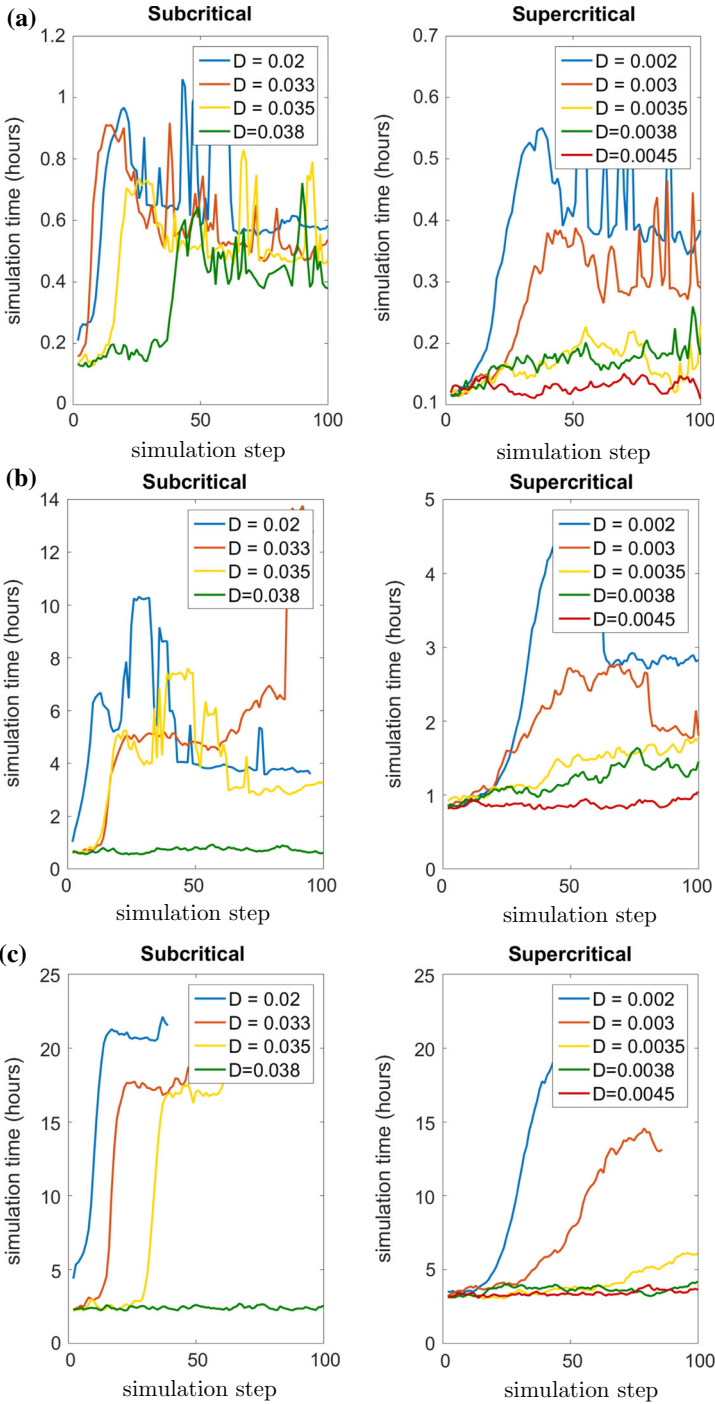 (a)
Subcritical
Supercritical
simulation time (hours)
1.2
1
0.8
0.6
0.4
0.2
0
D = 0.02
D = 0.033
D = 0.035
D=0.038
0
50
100
simulation step
simulation time (hours)
0.7
0.6
0.5
0.4
0.3
0.2
0.1
D = 0.002
D = 0.003
D = 0.0035
D=0.0038
D=0.0045
0
50
100
simulation step
(b)
Subcritical
Supercritical
simulation time (hours)
14
12
10
8
6
4
2
0
D = 0.02
D = 0.033
D = 0.035
D=0.038
0
50
100
simulation step
simulation time (hours)
5
4
3
2
1
0
D = 0.002
D = 0.003
D = 0.0035
D=0.0038
D=0.0045
0
50
100
simulation step
(c)
Subcritical
Supercritical
simulation time (hours)
25
20
15
10
5
0
D = 0.02
D = 0.033
D = 0.035
D=0.038
0
50
100
simulation step
simulation time (hours)
25
20
15
10
5
0
D = 0.002
D = 0.003
D = 0.0035
D=0.0038
D=0.0045
0
50
100
simulation step